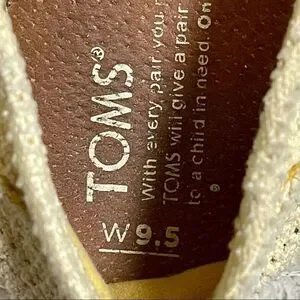 TOMS®
With every pair you
TOMS will give a pair
to a child in need. On
®
W 9.5